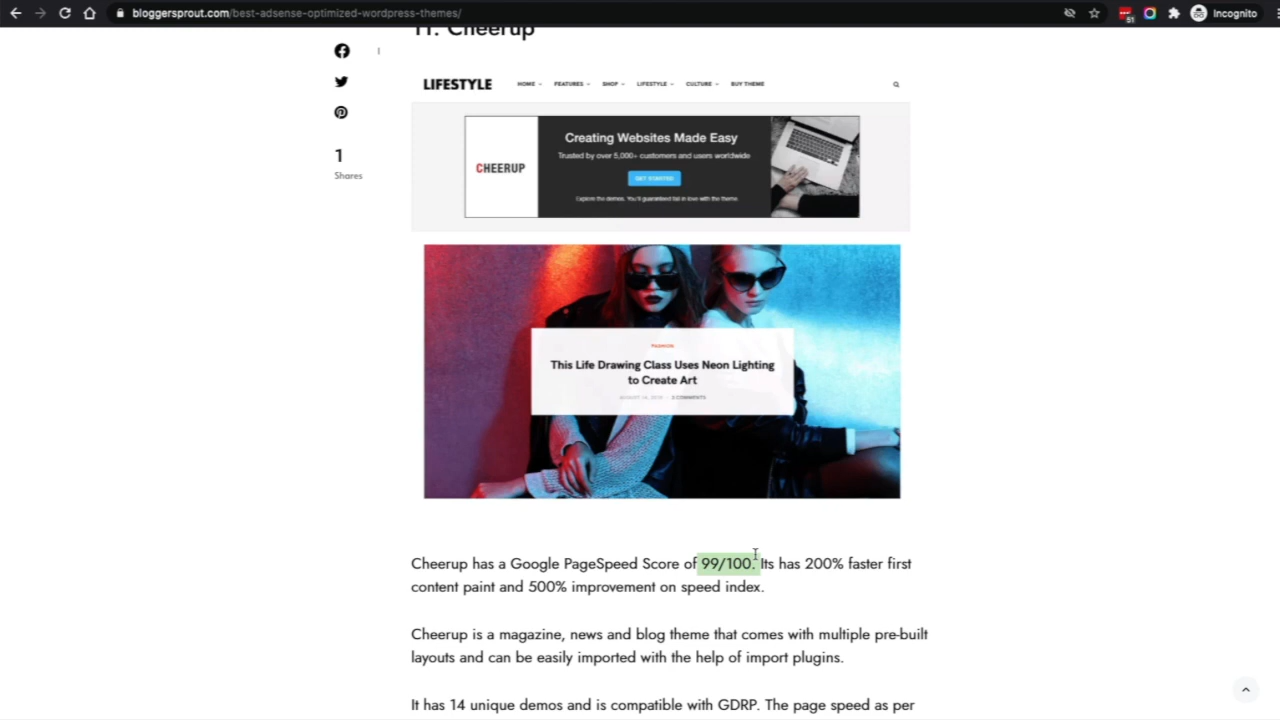 bloggersprout.com/best-adsense-optimized-wordpress-themes/
51
Incognito
11. Cheerup
1
Shares
LIFESTYLE HOME FEATURES SHOP LIFESTYLE CULTURE BUY THEME
CHEERUP
Creating Websites Made Easy
Trusted by over 5,000+ customers and users worldwide
GET STARTED
Explore the demos. You'll guaranteed fall in love with the theme.
FASHION
This Life Drawing Class Uses Neon Lighting
to Create Art
3 COMMENTS
Cheerup has a Google PageSpeed Score of 99/100. Its has 200% faster first
content paint and 500% improvement on speed index.
Cheerup is a magazine, news and blog theme that comes with multiple pre-built
layouts and can be easily imported with the help of import plugins.
It has 14 unique demos and is compatible with GDRP. The page speed as per